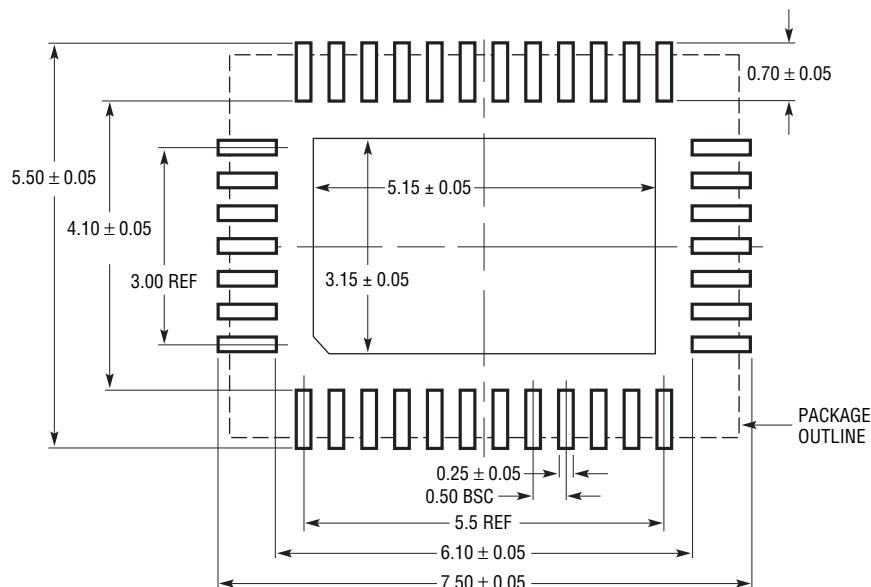 0.70 ± 0.05
5.50 ± 0.05
5.15 ± 0.05
4.10 ± 0.05
3.00 REF
3.15 ± 0.05
PACKAGE
OUTLINE
0.25 ± 0.05
0.50 BSC
5.5 REF
6.10 ± 0.05
7.50 ± 0.05